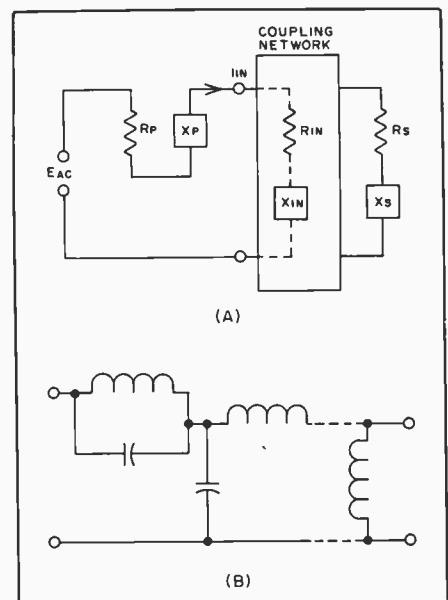 COUPLING
NETWORK
IIN
RP
XP
RIN
RS
EAC
XIN
XS
(A)
(B)